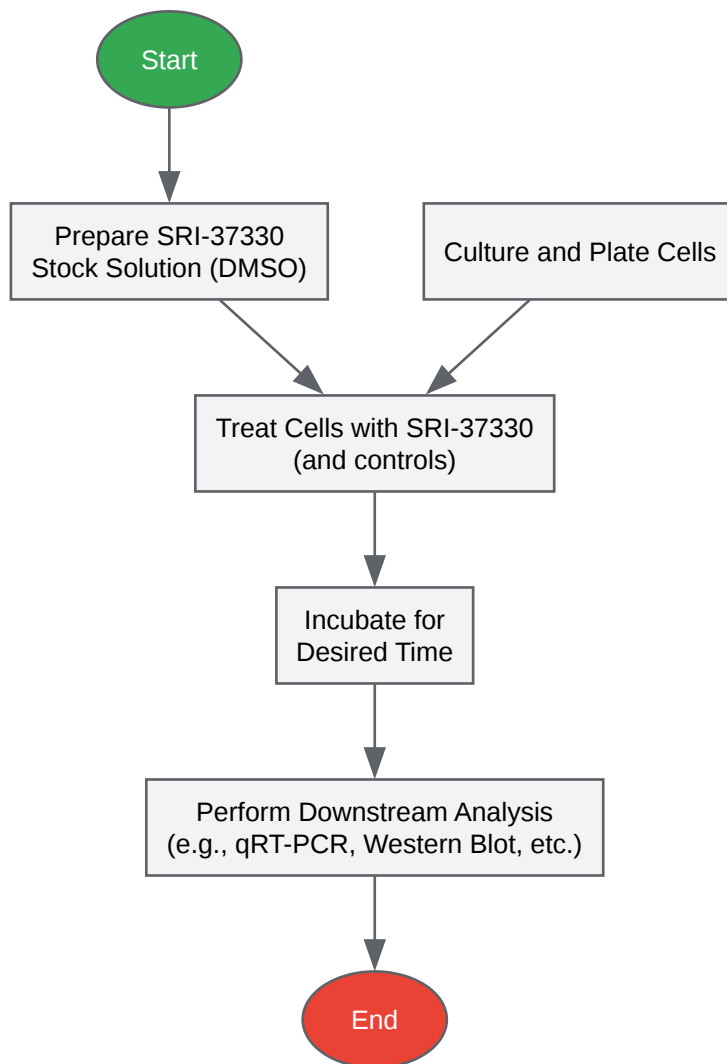 Start
Prepare SRI-37330
Stock Solution (DMSO)
Culture and Plate Cells
Treat Cells with SRI-37330
(and controls)
Incubate for
Desired Time
Perform Downstream Analysis
(e.g., qRT-PCR, Western Blot, etc.)
End